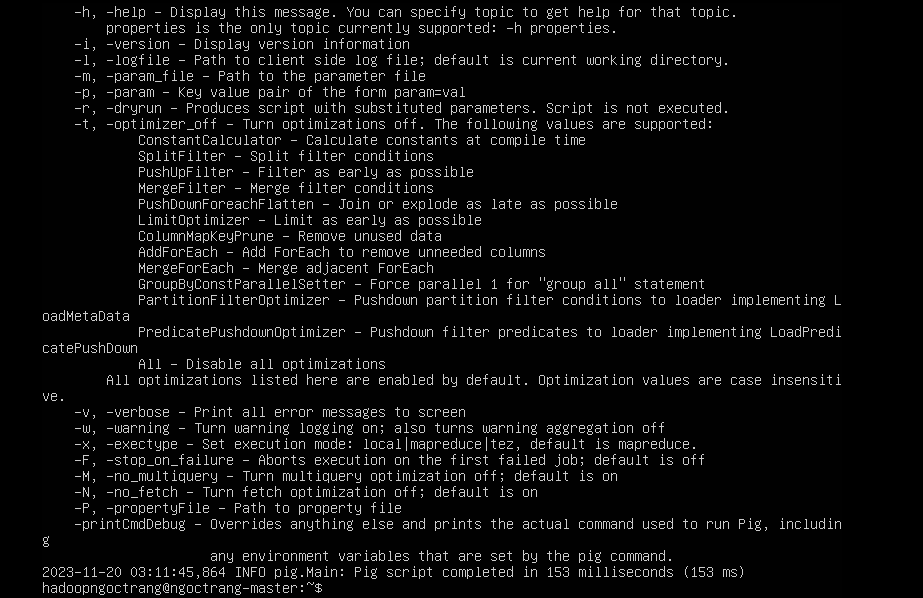 -h, -help - Display this message. You can specify topic to get help for that topic.
properties is the only topic currently supported: -h properties.
-i, -version - Display version information
-l, -logfile - Path to client side log file; default is current working directory.
-m, -param_file - Path to the parameter file
-p, -param - Key value pair of the form param=val
-r, -dryrun - Produces script with substituted parameters. Script is not executed.
-t, -optimizer_off - Turn optimizations off. The following values are supported:
ConstantCalculator - Calculate constants at compile time
SplitFilter - Split filter conditions
PushUpFilter - Filter as early as possible
MergeFilter - Merge filter conditions
PushDownForeachFlatten - Join or explode as late as possible
LimitOptimizer - Limit as early as possible
ColumnMapKeyPrune - Remove unused data
AddForEach - Add ForEach to remove unneeded columns
MergeForEach - Merge adjacent ForEach
GroupByConstParallelSetter - Force parallel 1 for "group all" statement
PartitionFilterOptimizer - Pushdown partition filter conditions to loader implementing L
oadMetaData
PredicatePushdownOptimizer - Pushdown filter predicates to loader implementing LoadPredi
catePushDown
All - Disable all optimizations
All optimizations listed here are enabled by default. Optimization values are case insensiti
ve.
-v, -verbose - Print all error messages to screen
-w, -warning - Turn warning logging on; also turns warning aggregation off
-x, -exectype - Set execution mode: local|mapreduce|tez, default is mapreduce.
-F, -stop_on_failure - Aborts execution on the first failed job; default is off
-M, -no_multiquery - Turn multiquery optimization off; default is on
-N, -no_fetch - Turn fetch optimization off; default is on
-P, -propertyFile - Path to property file
-printCmdDebug - Overrides anything else and prints the actual command used to run Pig, includin
g
any environment variables that are set by the pig command.
2023-11-20 03:11:45,864 INFO pig.Main: Pig script completed in 153 milliseconds (153 ms)
hadoopngoctrang@ngoctrang-master:~$